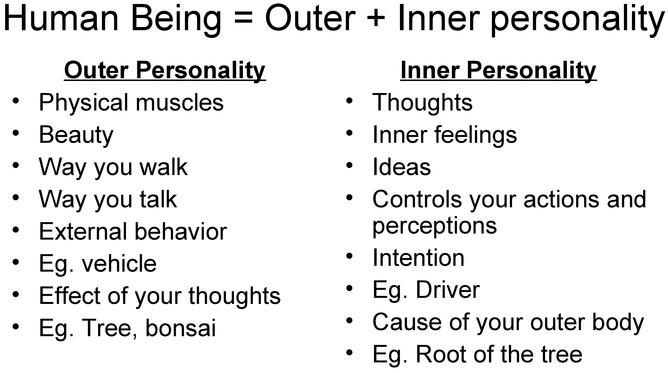 Human Being = Outer + Inner personality
Outer Personality
• Physical muscles
• Beauty
• Way you walk
• Way you talk
• External behavior
• Eg. vehicle
• Effect of your thoughts
• Eg. Tree, bonsai
Inner Personality
• Thoughts
• Inner feelings
• Ideas
• Controls your actions and
perceptions
• Intention
• Eg. Driver
• Cause of your outer body
• Eg. Root of the tree